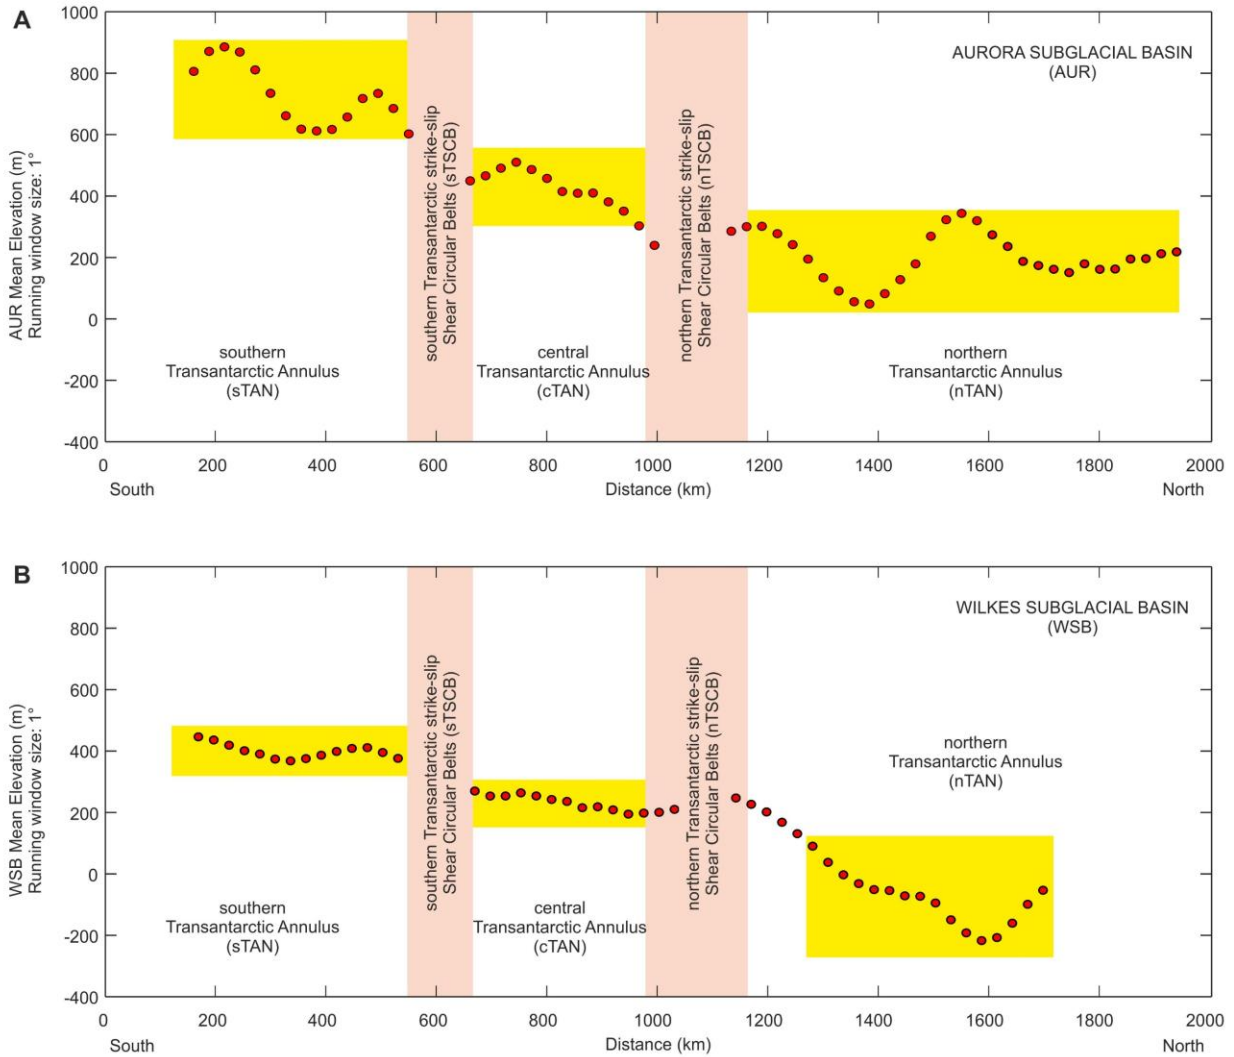 A
1000
800
600
400
200
0
-200
-400
AUR Mean Elevation (m)
Running window size: 1°
AURORA SUBGLACIAL BASIN
(AUR)
southern Transantarctic strike-slip
Shear Circular Belts (sTSCB)
northern Transantarctic strike-slip
Shear Circular Belts (nTSCB)
southern
Transantarctic Annulus
(sTAN)
central
Transantarctic Annulus
(cTAN)
northern
Transantarctic Annulus
(nTAN)
0 200 400 600 800 1000 1200 1400 1600 1800 2000
South Distance (km) North
B
1000
800
600
400
200
0
-200
-400
WSB Mean Elevation (m)
Running window size: 1°
WILKES SUBGLACIAL BASIN
(WSB)
southern Transantarctic strike-slip
Shear Circular Belts (sTSCB)
northern Transantarctic strike-slip
Shear Circular Belts (nTSCB)
northern
Transantarctic Annulus
(nTAN)
southern
Transantarctic Annulus
(sTAN)
central
Transantarctic Annulus
(cTAN)
0 200 400 600 800 1000 1200 1400 1600 1800 2000
South Distance (km) North